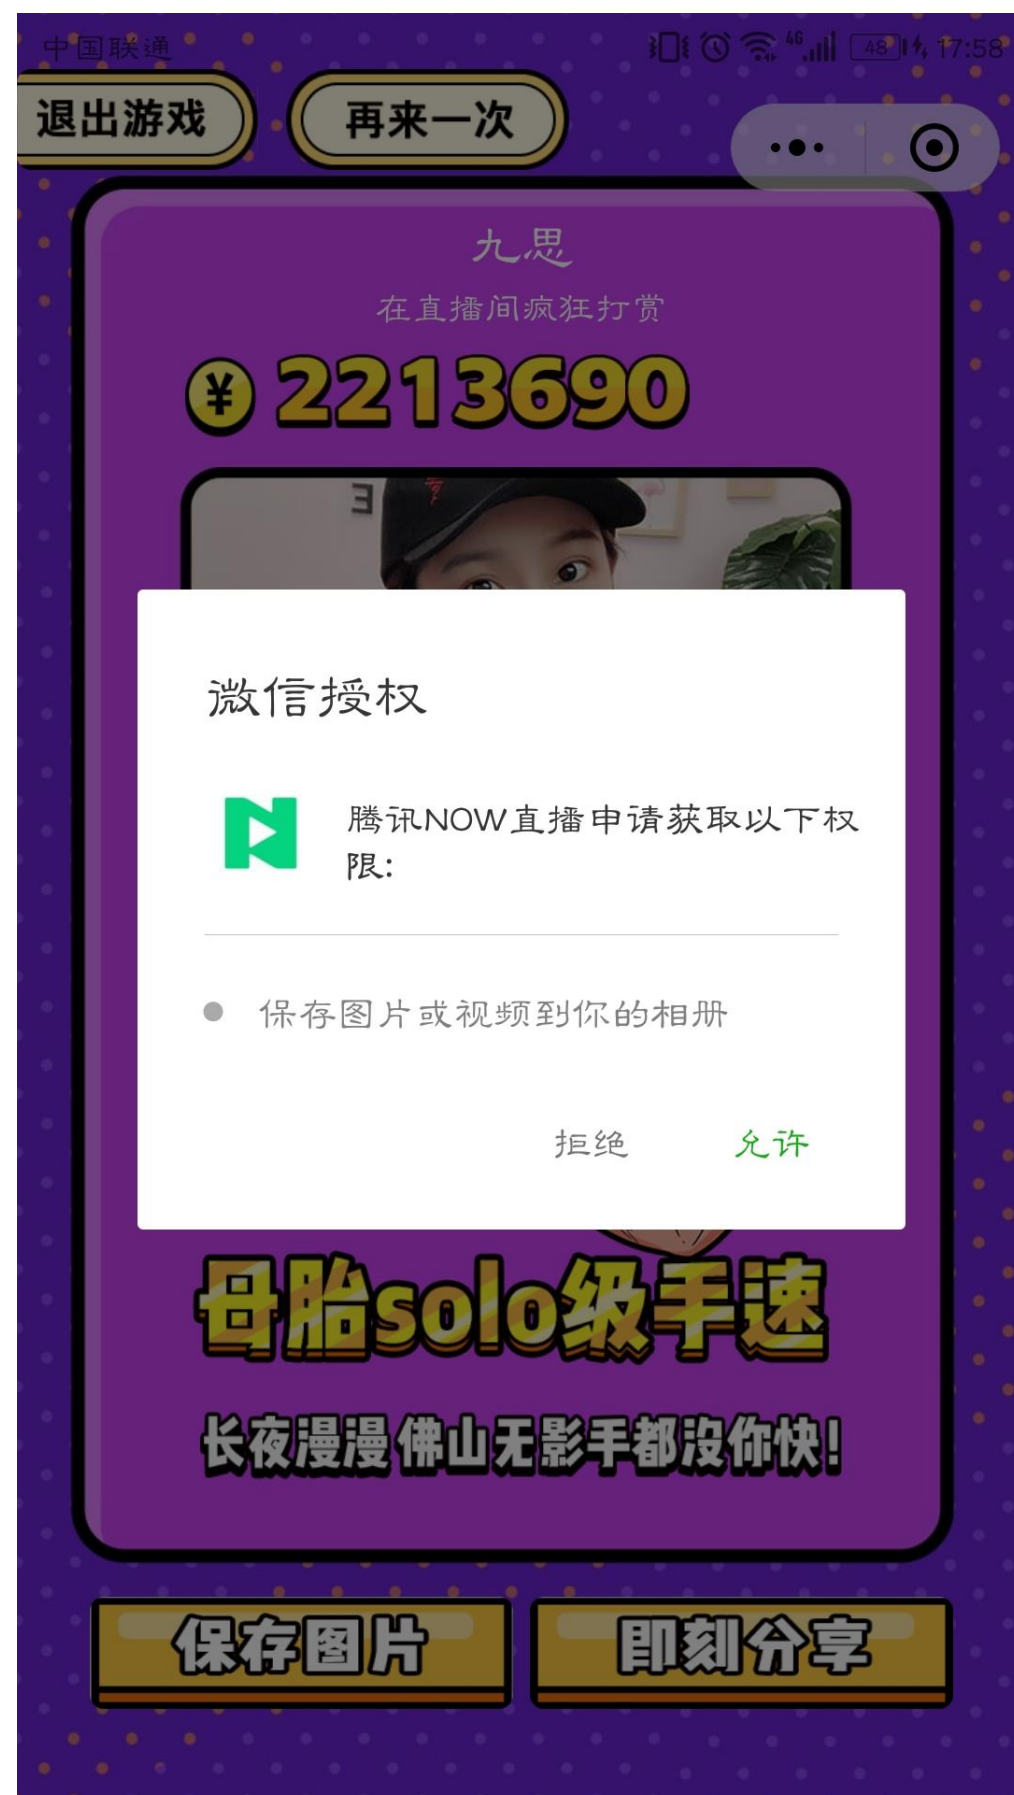 中国联通 4G 48 17:58
退出游戏 再来一次
九思
在直播间疯狂打赏
¥ 2213690
E
微信授权
腾讯NOW直播申请获取以下权
限:
保存图片或视频到你的相册
拒绝 允许
母胎solo级手速
长夜漫漫 佛山无影手都没你快!
保存图片 即刻分享